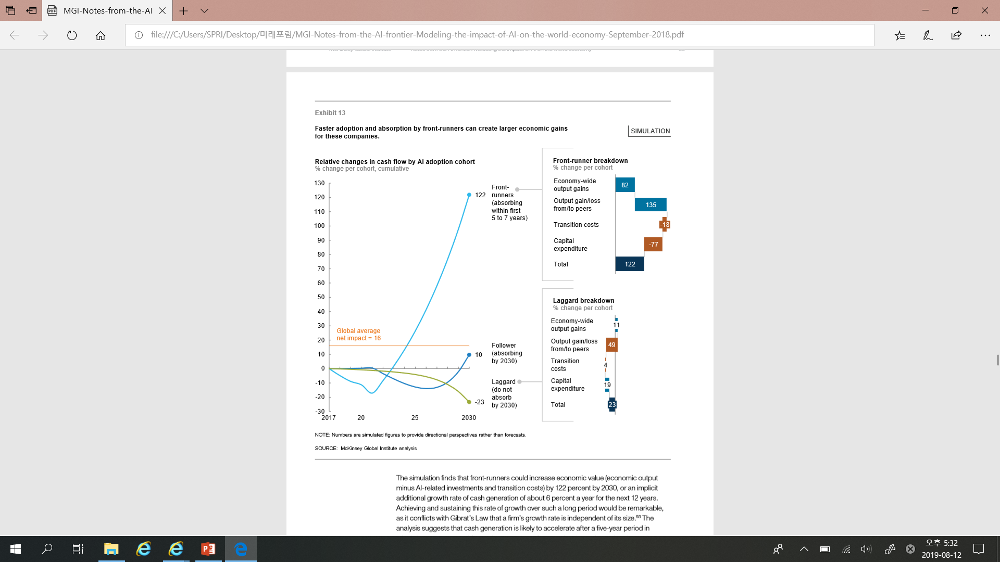 MGI-Notes-from-the-AI
file:///C:/Users/SPRI/Desktop/미래포럼/MGI-Notes-from-the-AI-frontier-Modeling-the-impact-of-AI-on-the-world-economy-September-2018.pdf
Exhibit 13
Faster adoption and absorption by front-runners can create larger economic gains
for these companies.
SIMULATION
Relative changes in cash flow by AI adoption cohort
% change per cohort, cumulative
130
120
110
100
90
80
70
60
50
40
30
20
10
0
-10
-20
-30
2017
20
25
2030
Global average
net impact = 16
122
Front-
runners
(absorbing
within first
5 to 7 years)
10
Follower
(absorbing
by 2030)
-23
Laggard
(do not
absorb
by 2030)
Front-runner breakdown
% change per cohort
Economy-wide
output gains
82
Output gain/loss
from/to peers
135
Transition costs
-18
Capital
expenditure
-77
Total
122
Laggard breakdown
% change per cohort
Economy-wide
output gains
11
Output gain/loss
from/to peers
49
Transition
costs
4
Capital
expenditure
19
Total
23
NOTE: Numbers are simulated figures to provide directional perspectives rather than forecasts.
SOURCE: McKinsey Global Institute analysis
The simulation finds that front-runners could increase economic value (economic output
minus AI-related investments and transition costs) by 122 percent by 2030, or an implicit
additional growth rate of cash generation of about 6 percent a year for the next 12 years.
Achieving and sustaining this rate of growth over such a long period would be remarkable,
as it conflicts with Gibrat's Law that a firm's growth rate is independent of its size.⁹³ The
analysis suggests that cash generation is likely to accelerate after a five-year period in
오후 5:32
2019-08-12